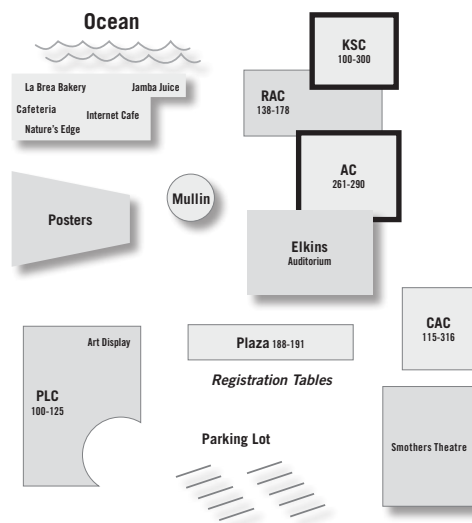 Ocean
KSC
100-300
La Brea Bakery
Jamba Juice
RAC
138-178
Cafeteria
Internet Cafe
Nature's Edge
AC
261-290
Mullin
Posters
Elkins
Auditorium
CAC
115-316
Art Display
Plaza 188-191
Registration Tables
PLC
100-125
Parking Lot
Smothers Theatre